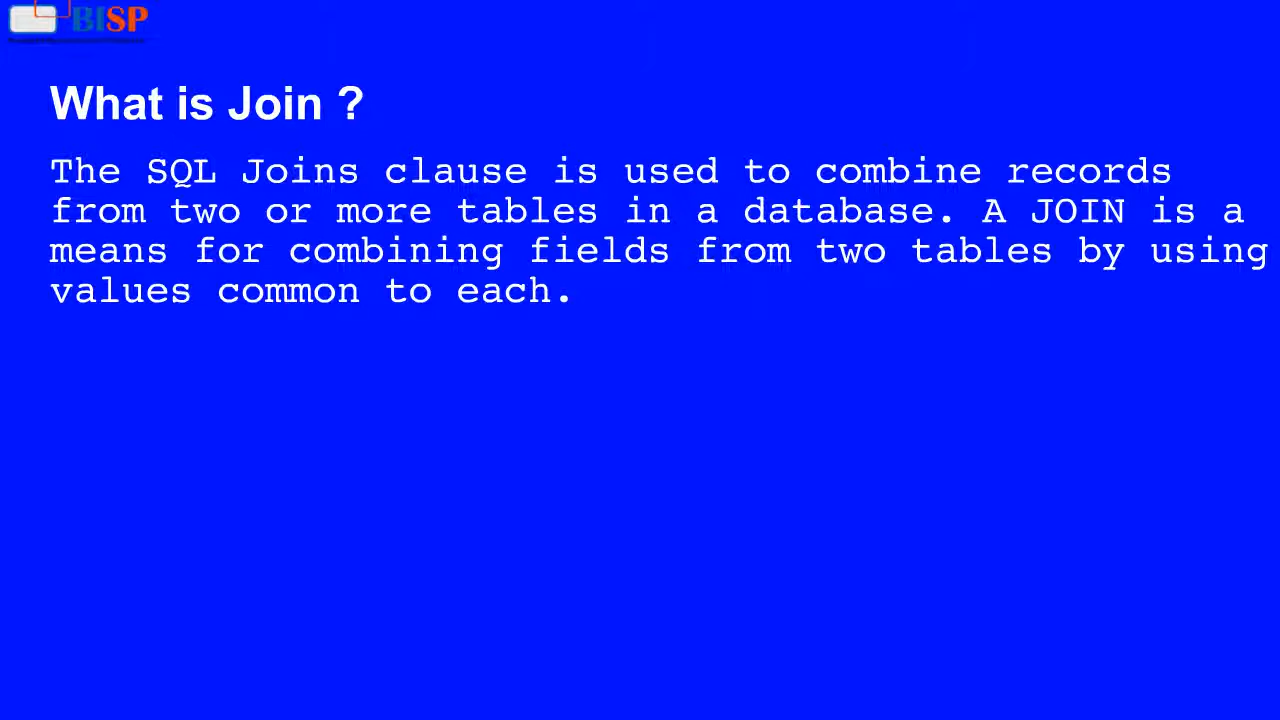 BISP
What is Join ?
The SQL Joins clause is used to combine records
from two or more tables in a database. A JOIN is a
means for combining fields from two tables by using
values common to each.